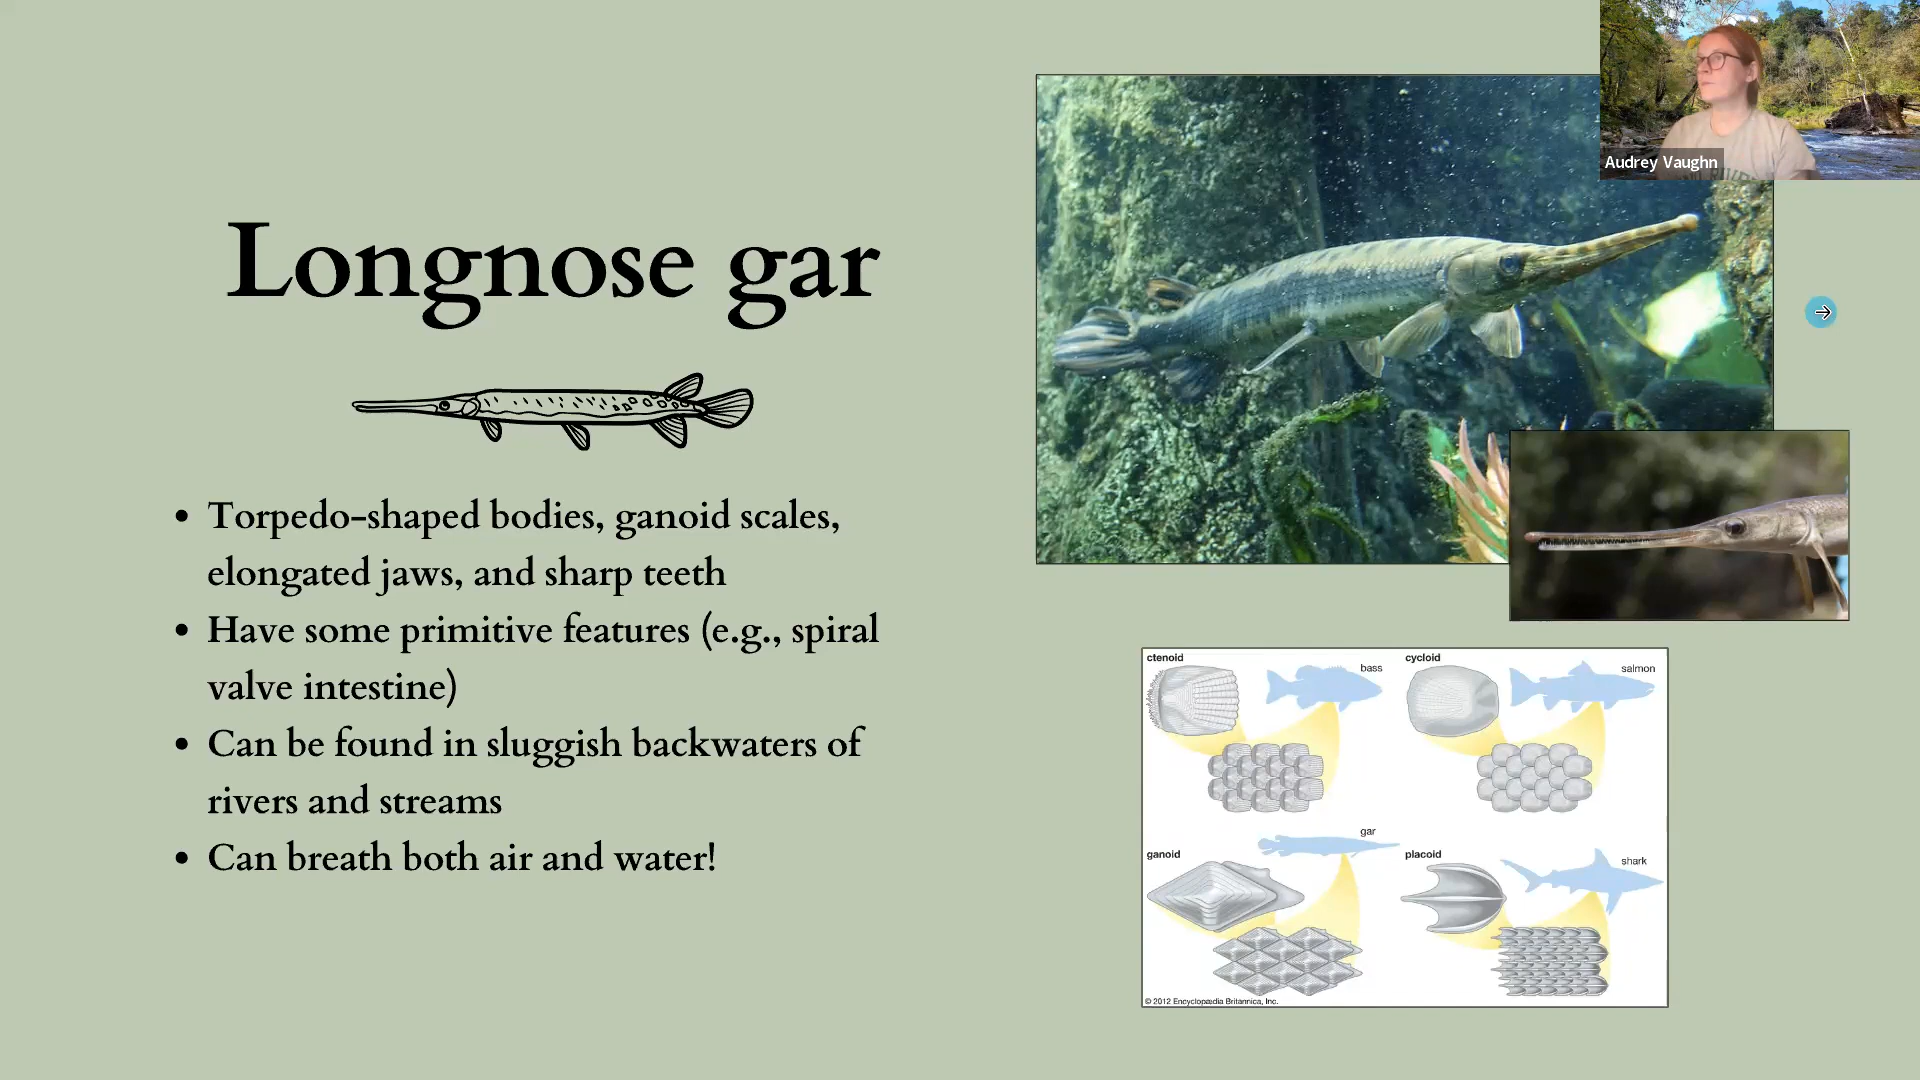 Audrey Vaughn
Longnose gar
• Torpedo-shaped bodies, ganoid scales,
elongated jaws, and sharp teeth
• Have some primitive features (e.g., spiral
valve intestine)
• Can be found in sluggish backwaters of
rivers and streams
• Can breath both air and water!
ctenoid
bass
cycloid
salmon
ganoid
gar
placoid
shark
© 2012 Encyclopædia Britannica, Inc.